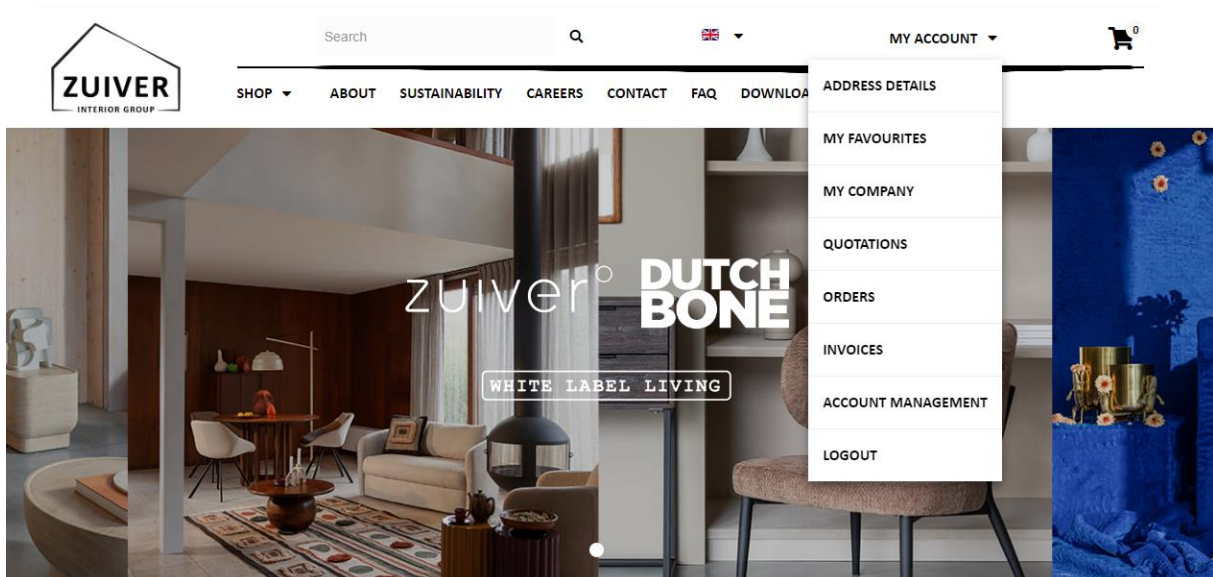 ZUIVER
INTERIOR GROUP
Search
MY ACCOUNT
0
SHOP ABOUT SUSTAINABILITY CAREERS CONTACT FAQ DOWNLOA
ADDRESS DETAILS
MY FAVOURITES
MY COMPANY
QUOTATIONS
ORDERS
INVOICES
ACCOUNT MANAGEMENT
LOGOUT
zuiver
DUTCH
BONE
WHITE LABEL LIVING